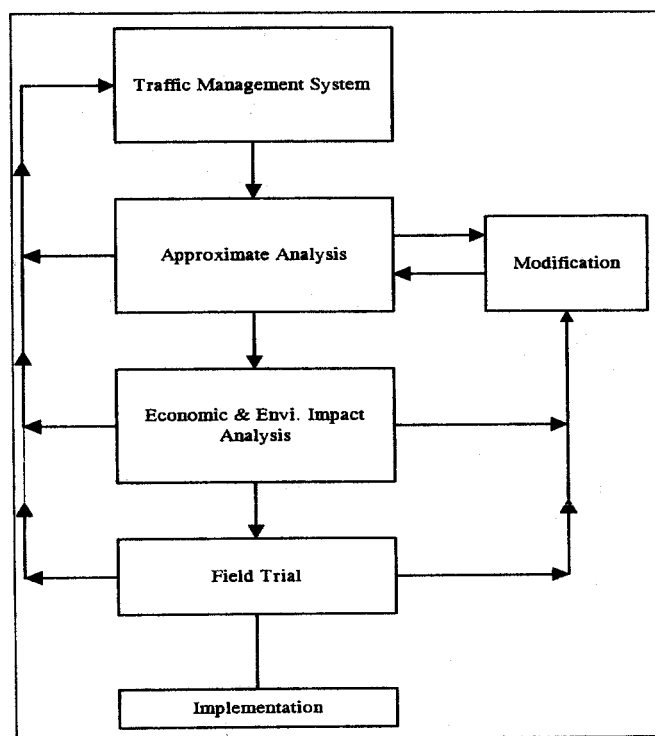 Traffic Management System
Approximate Analysis
Modification
Economic & Envi. Impact
Analysis
Field Trial
Implementation